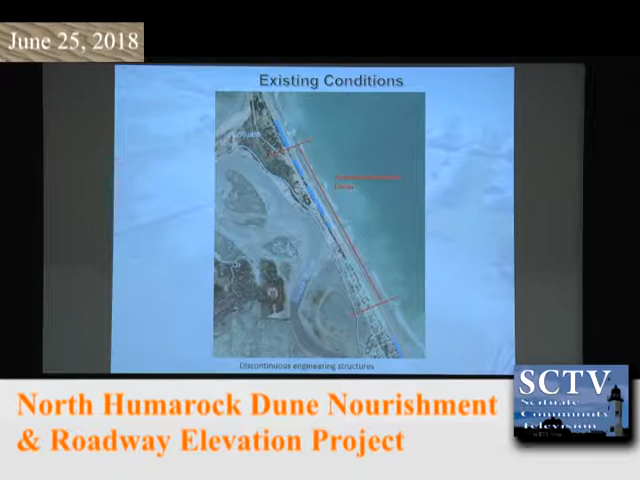 June 25, 2018
Existing Conditions
Discontinuous engineering structures
North Humarock Dune Nourishment
& Roadway Elevation Project
SCTV
Scituate
Community
Television